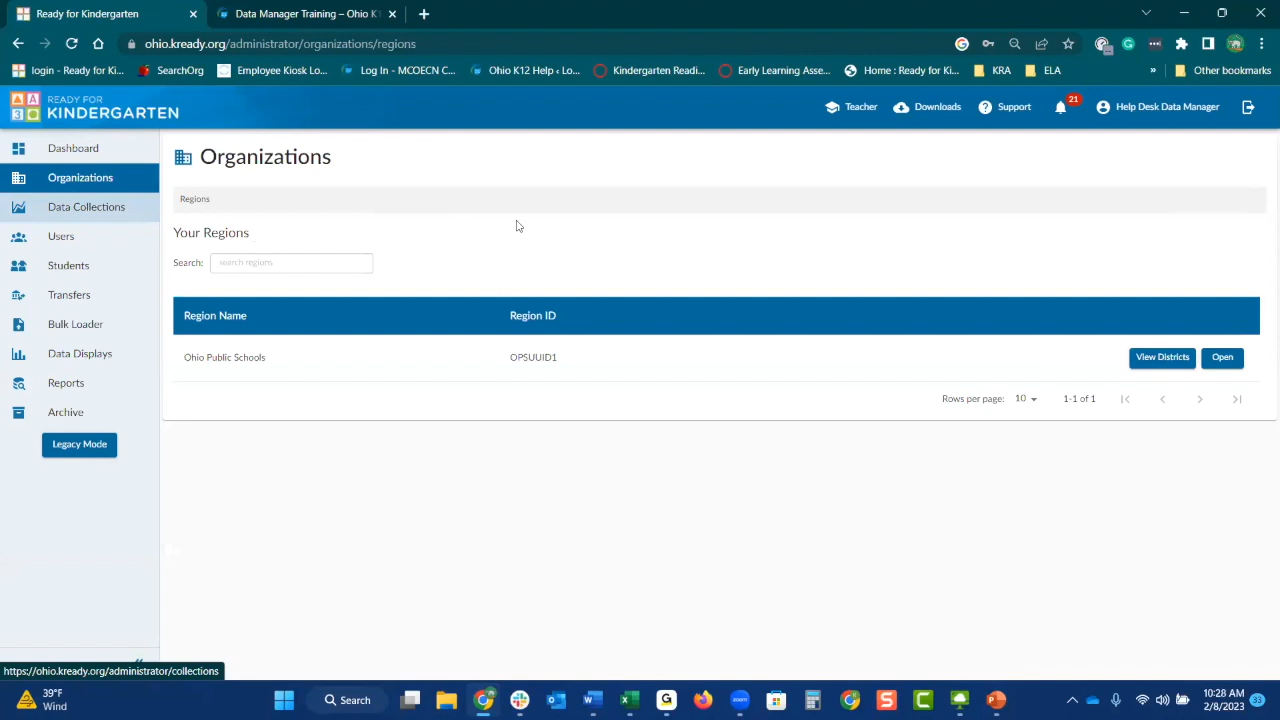 Ready for Kindergarten
Data Manager Training – Ohio K1
ohio.kready.org/administrator/organizations/regions
login - Ready for Ki...
SearchOrg
Employee Kiosk Lo...
Log In - MCOECN C...
Ohio K12 Help ‹ Lo...
Kindergarten Readi...
Early Learning Asse...
Home : Ready for Ki...
KRA
ELA
»
Other bookmarks
READY FOR
KINDERGARTEN
Teacher
Downloads
Support
21
Help Desk Data Manager
Dashboard
Organizations
Data Collections
Users
Students
Transfers
Bulk Loader
Data Displays
Reports
Archive
Legacy Mode
Organizations
Regions
Your Regions
Search:
search regions
Region Name
Region ID
Ohio Public Schools
OPSUUID1
View Districts
Open
Rows per page:
10
1-1 of 1
https://ohio.kready.org/administrator/collections
39°F
Wind
Search
zoom
10:28 AM
2/8/2023